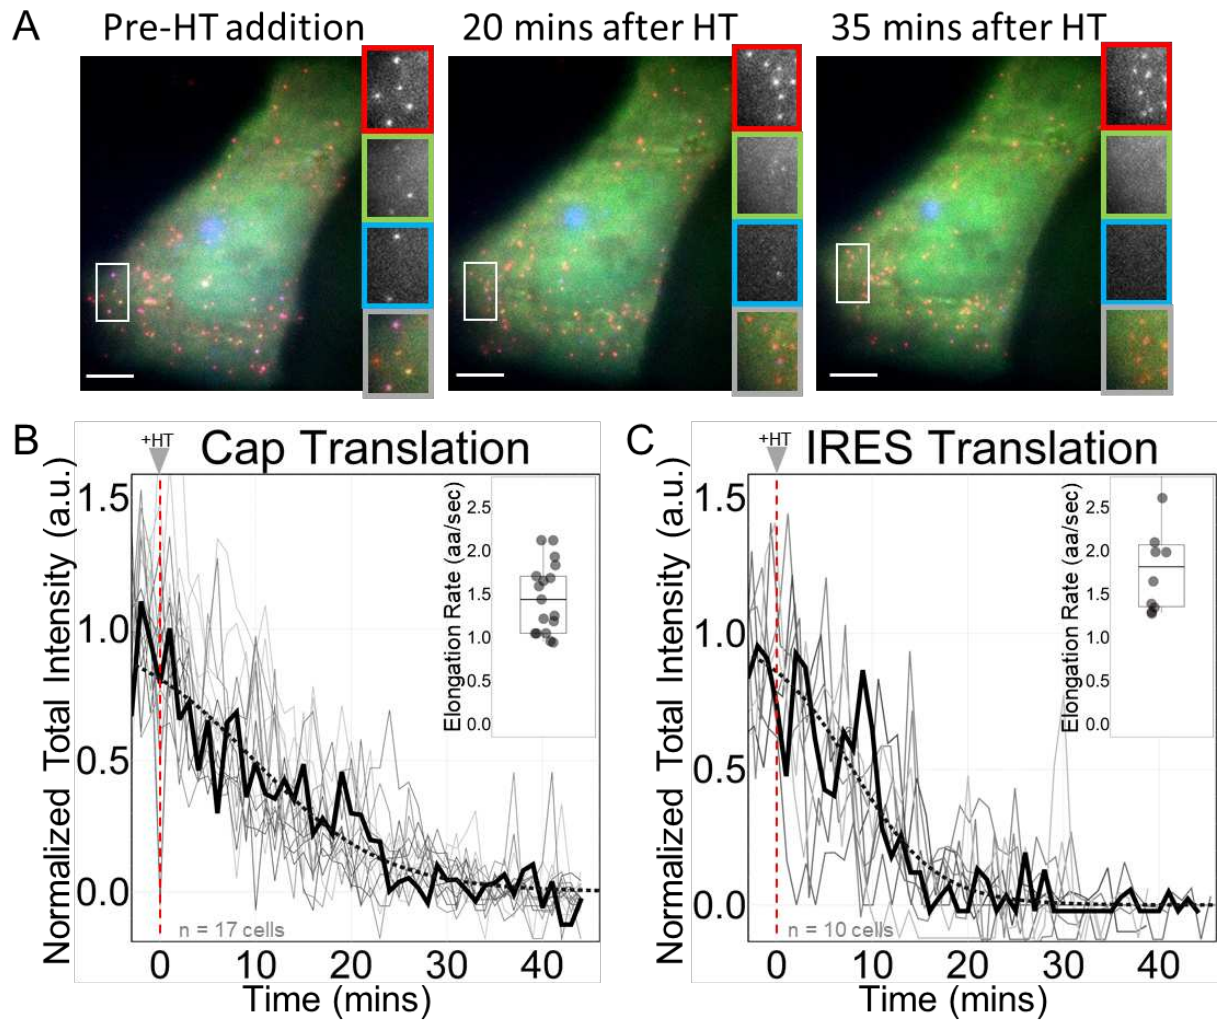 A
Pre-HT addition
20 mins after HT
35 mins after HT
B
+HT
Cap Translation
Normalized Total Intensity (a.u.)
1.5
1.0
0.5
0.0
Elongation Rate (aa/sec)
2.5
2.0
1.5
1.0
0.5
0.0
n = 17 cells
0
10
20
30
40
Time (mins)
C
+HT
IRES Translation
Normalized Total Intensity (a.u.)
1.5
1.0
0.5
0.0
Elongation Rate (aa/sec)
2.5
2.0
1.5
1.0
0.5
0.0
n = 10 cells
0
10
20
30
40
Time (mins)